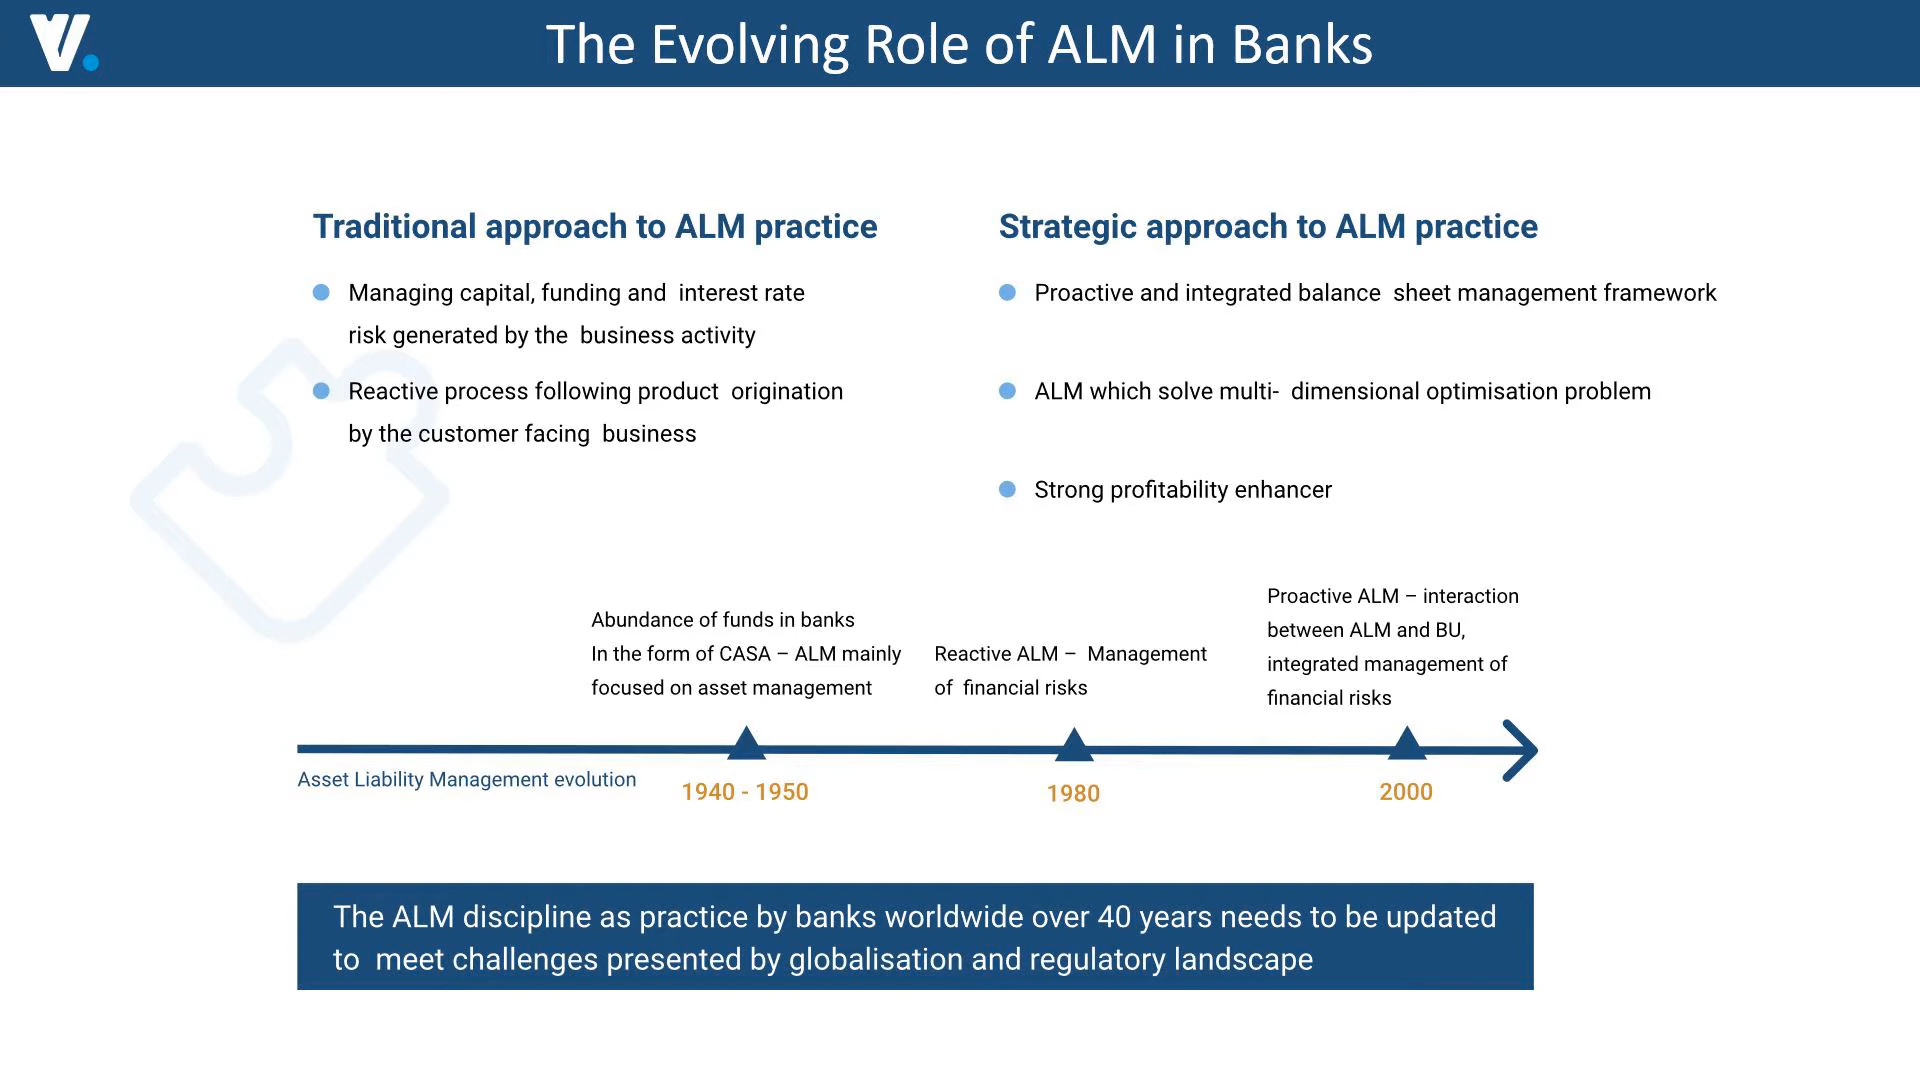 The Evolving Role of ALM in Banks
Traditional approach to ALM practice
Managing capital, funding and interest rate
risk generated by the business activity
Reactive process following product origination
by the customer facing business
Strategic approach to ALM practice
Proactive and integrated balance sheet management framework
ALM which solve multi- dimensional optimisation problem
Strong profitability enhancer
Abundance of funds in banks
In the form of CASA – ALM mainly
focused on asset management
Reactive ALM – Management
of financial risks
Proactive ALM – interaction
between ALM and BU,
integrated management of
financial risks
Asset Liability Management evolution
1940 - 1950
1980
2000
The ALM discipline as practice by banks worldwide over 40 years needs to be updated
to meet challenges presented by globalisation and regulatory landscape